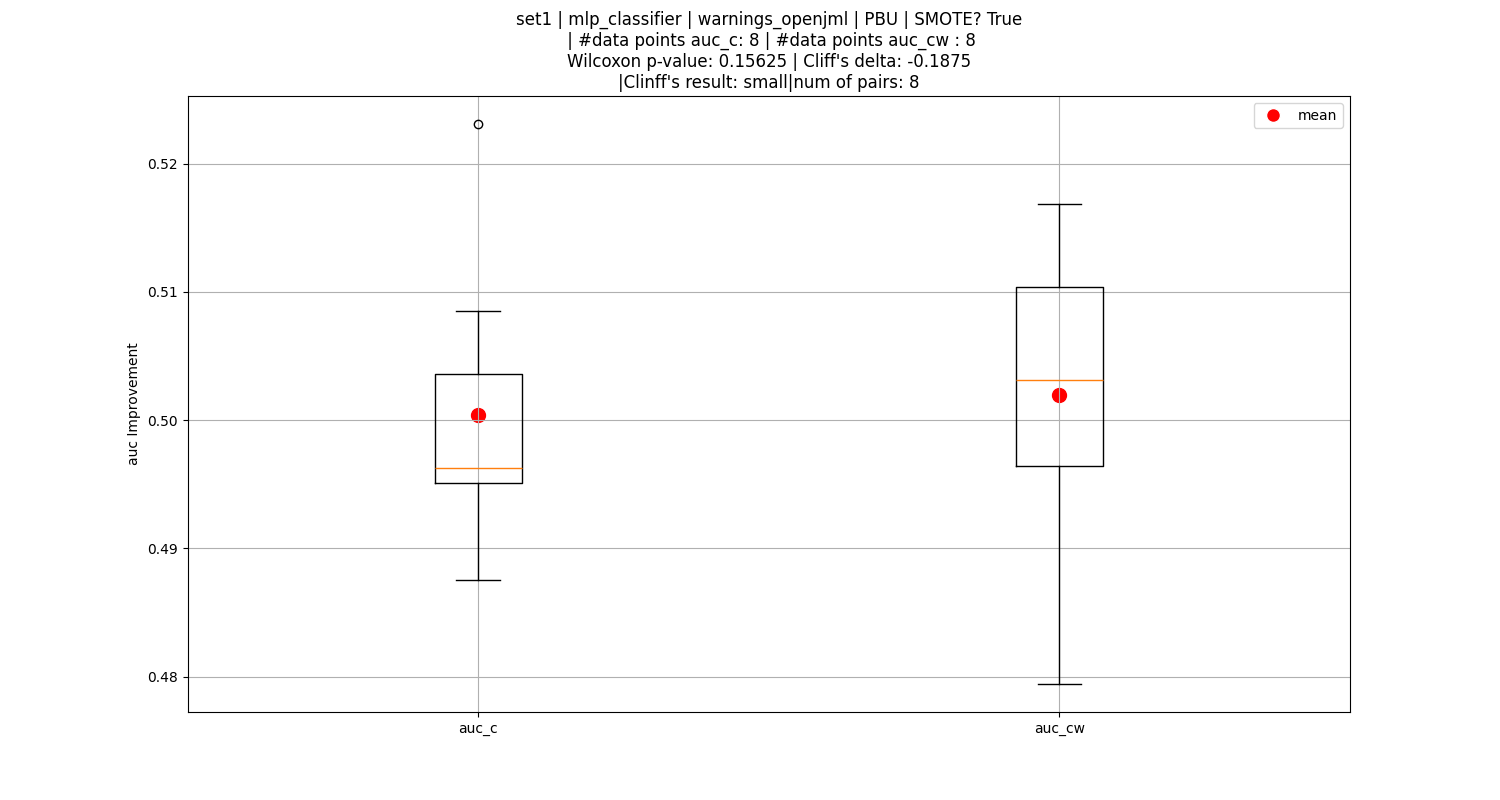 set1 | mlp_classifier | warnings_openjml | PBU | SMOTE? True
| #data points auc_c: 8 | #data points auc_cw : 8
Wilcoxon p-value: 0.15625 | Cliff's delta: -0.1875
|Clinff's result: small|num of pairs: 8
mean
0.52
0.51
0.50
0.49
0.48
auc Improvement
auc_c
auc_cw